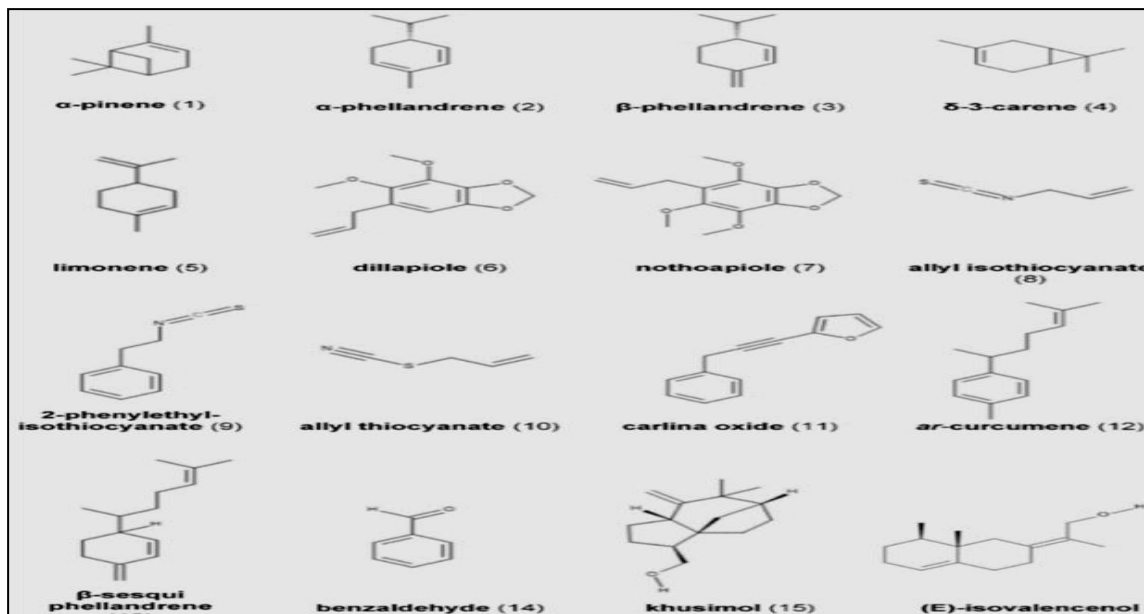 α-pinene (1) α-phellandrene (2) β-phellandrene (3) δ-3-carene (4)
O
O
O
O
O
O
O
O
O
S
C
N
limonene (5) dillapiole (6) nothoapiole (7) allyl isothiocyanate
(8)
N
C
S
N
S
O
2-phenylethyl-
isothiocyanate (9) allyl thiocyanate (10) carlina oxide (11) ar-curcumene (12)
H
H
O
H
H
O
H
O
H
β-sesqui
phellandrene benzaldehyde (14) khusimol (15) (E)-isovalencenol